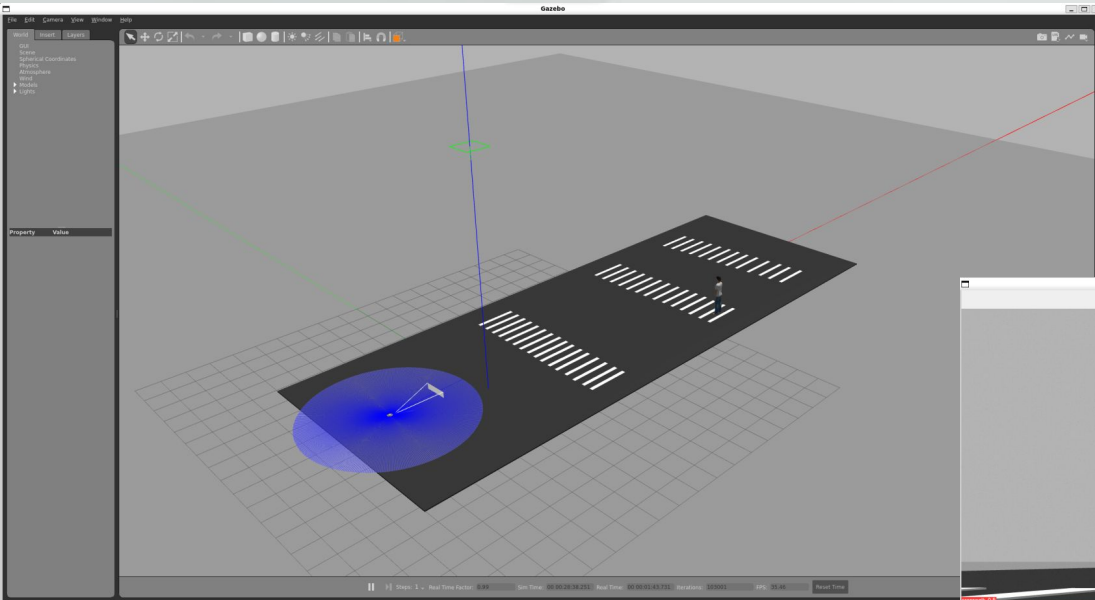 Gazebo
File Edit Camera View Window Help
World Insert Layers
GUI
Scene
Spherical Coordinates
Physics
Atmosphere
Wind
Models
Lights
Property Value
Steps: 1 Real Time Factor: Sim Time: Real Time: Iterations: FPS: Reset Time